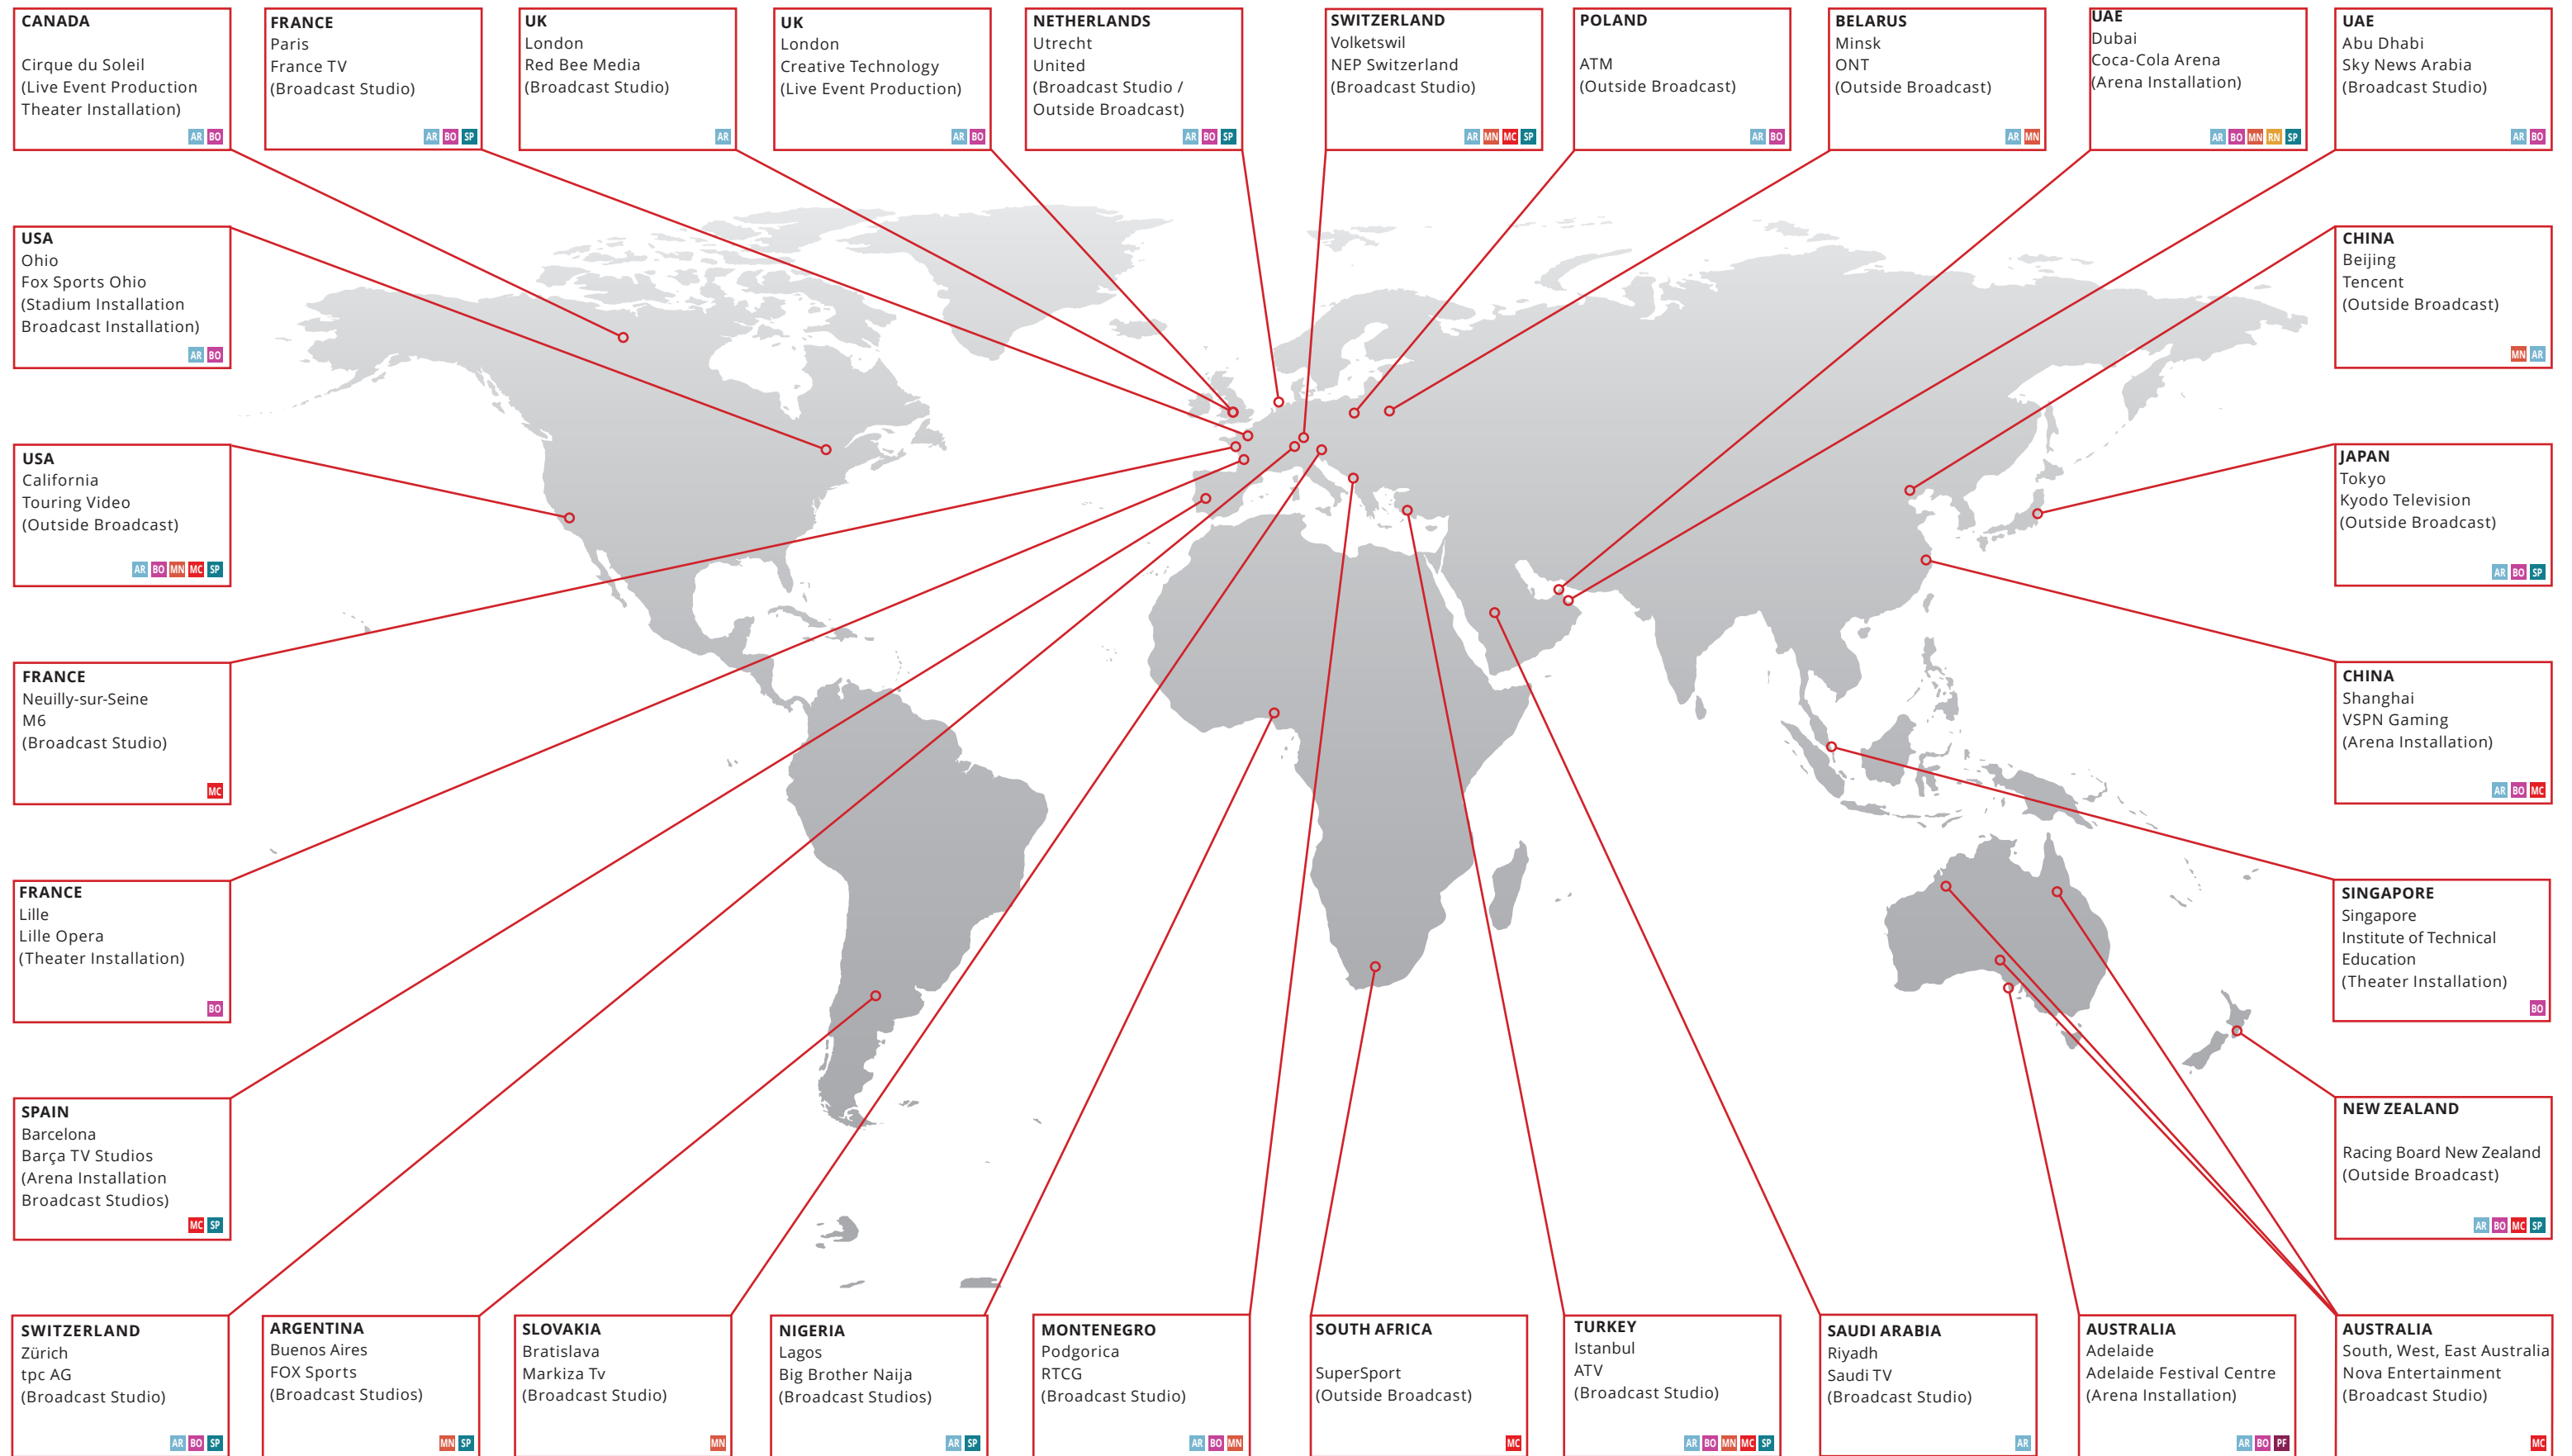 CANADA
Cirque du Soleil
(Live Event Production
Theater Installation)
AR BO
FRANCE
Paris
France TV
(Broadcast Studio)
AR BO SP
UK
London
Red Bee Media
(Broadcast Studio)
AR
UK
London
Creative Technology
(Live Event Production)
AR BO
NETHERLANDS
Utrecht
United
(Broadcast Studio /
Outside Broadcast)
AR BO SP
SWITZERLAND
Volketswil
NEP Switzerland
(Broadcast Studio)
AR MN MC SP
POLAND
ATM
(Outside Broadcast)
AR BO
BELARUS
Minsk
ONT
(Outside Broadcast)
AR MN
UAE
Dubai
Coca-Cola Arena
(Arena Installation)
AR BO MN RN SP
UAE
Abu Dhabi
Sky News Arabia
(Broadcast Studio)
AR BO
USA
Ohio
Fox Sports Ohio
(Stadium Installation
Broadcast Installation)
AR BO
CHINA
Beijing
Tencent
(Outside Broadcast)
MN AR
USA
California
Touring Video
(Outside Broadcast)
AR BO MN MC SP
JAPAN
Tokyo
Kyodo Television
(Outside Broadcast)
AR BO SP
FRANCE
Neuilly-sur-Seine
M6
(Broadcast Studio)
MC
CHINA
Shanghai
VSPN Gaming
(Arena Installation)
AR BO MC
FRANCE
Lille
Lille Opera
(Theater Installation)
BO
SINGAPORE
Singapore
Institute of Technical
Education
(Theater Installation)
BO
SPAIN
Barcelona
Barça TV Studios
(Arena Installation
Broadcast Studios)
MC SP
NEW ZEALAND
Racing Board New Zealand
(Outside Broadcast)
AR BO MC SP
SWITZERLAND
Zürich
tpc AG
(Broadcast Studio)
AR BO SP
ARGENTINA
Buenos Aires
FOX Sports
(Broadcast Studios)
MN SP
SLOVAKIA
Bratislava
Markiza Tv
(Broadcast Studio)
MN
NIGERIA
Lagos
Big Brother Naija
(Broadcast Studios)
AR SP
MONTENEGRO
Podgorica
RTCG
(Broadcast Studio)
AR BO MN
SOUTH AFRICA
SuperSport
(Outside Broadcast)
MC
TURKEY
Istanbul
ATV
(Broadcast Studio)
AR BO MN MC SP
SAUDI ARABIA
Riyadh
Saudi TV
(Broadcast Studio)
AR
AUSTRALIA
Adelaide
Adelaide Festival Centre
(Arena Installation)
AR BO PF
AUSTRALIA
South, West, East Australia
Nova Entertainment
(Broadcast Studio)
MC